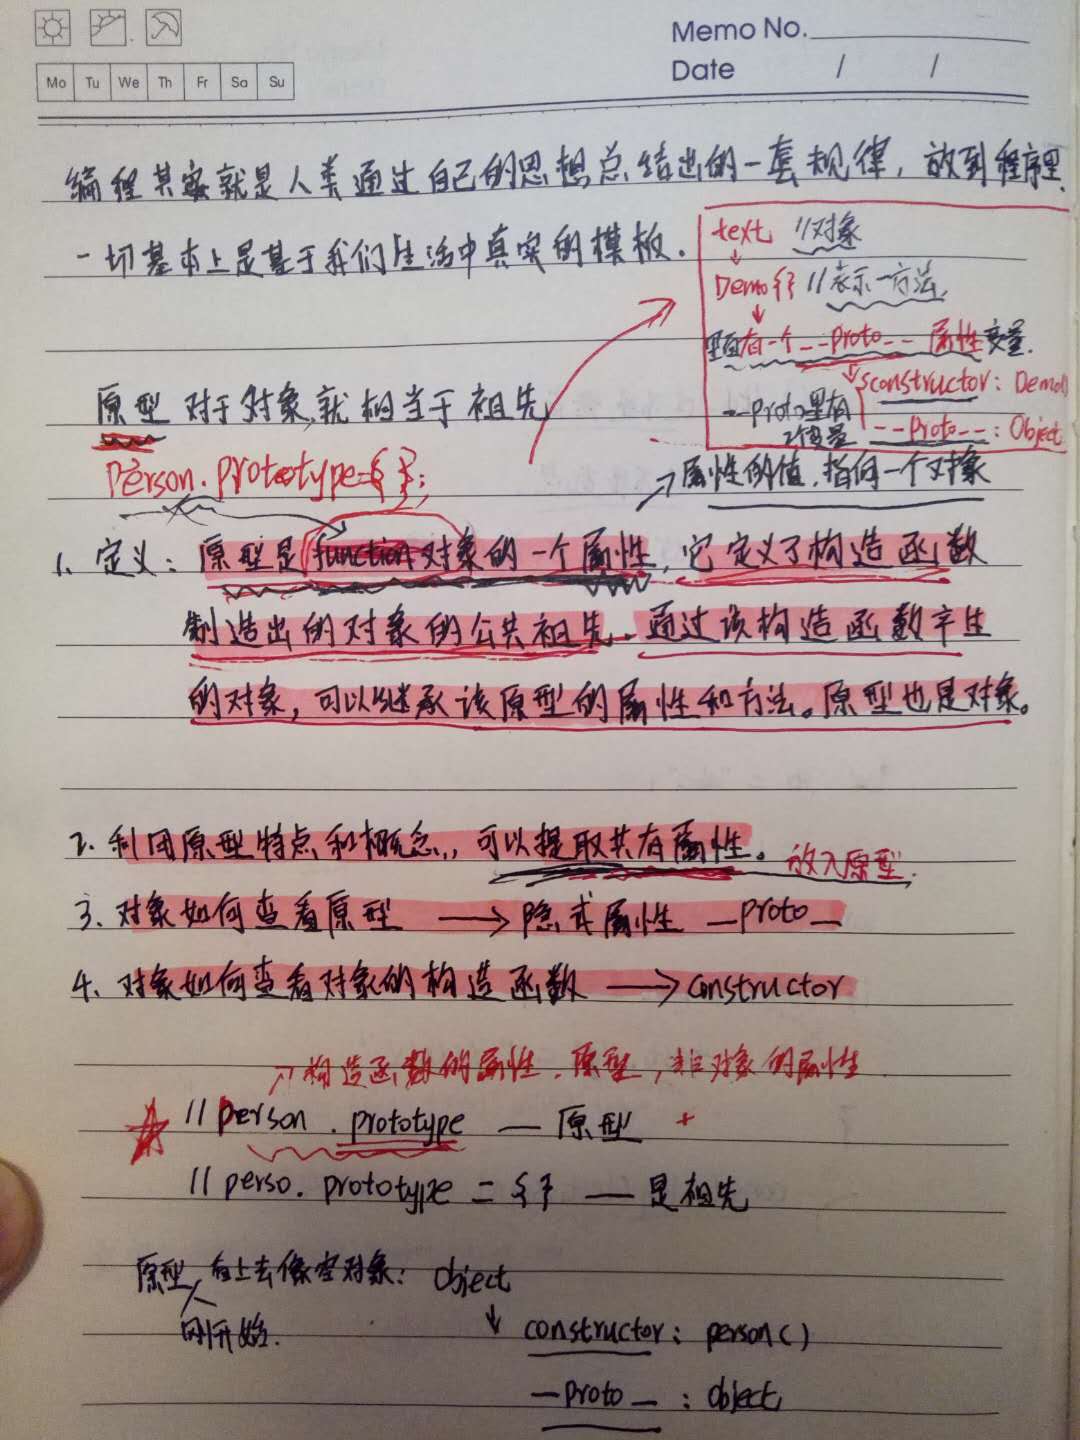 Memo No.
Mo Tu We Th Fr Sa Su
Date / /
编程其实就是人类通过自己的思想总结出的一套规律，放到程序里
一切基本上是基于我们生活中真实的模板.
text //对象
Demo{} //表示一方法
里面有一个__proto__属性变量.
constructor: Demo()
__proto里有2个变量
__proto__: Object
原型 对于对象,就相当于祖先
Person.prototype={ };
属性的值,指向一个对象
1、定义：原型是function对象的一个属性，它定义了构造函数
制造出的对象的公共祖先、通过该构造函数产生
的对象，可以继承该原型的属性和方法。原型也是对象。
2、利用原型特点和概念,，可以提取共有属性。放入原型.
3、对象如何查看原型 → 隐式属性 __proto__
4、对象如何查看对象的构造函数 → constructor
构造函数的属性.原型，非对象的属性
// person . prototype — 原型
// perso. prototype = {} — 是祖先
原型 看上去像空对象： Object
刚开始.
constructor: person()
__proto__ : object